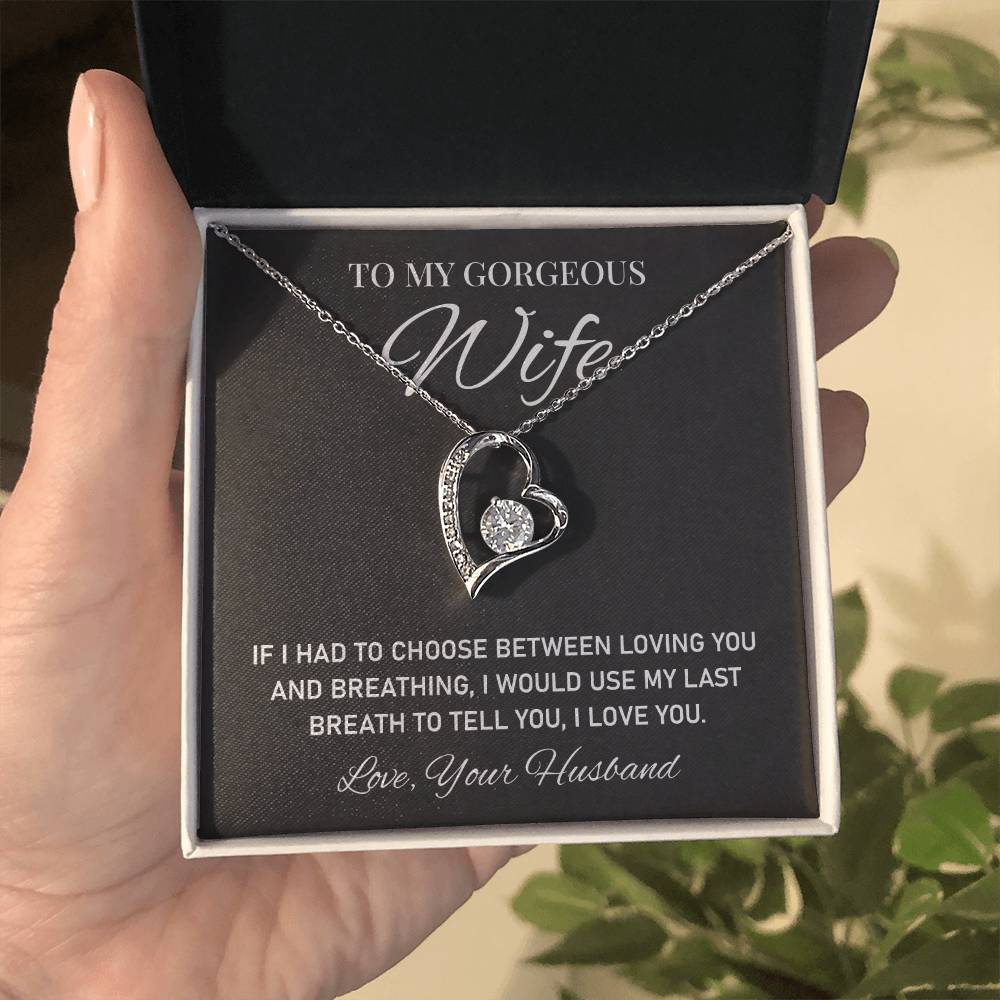 TO MY GORGEOUS
Wife
IF I HAD TO CHOOSE BETWEEN LOVING YOU
AND BREATHING, I WOULD USE MY LAST
BREATH TO TELL YOU, I LOVE YOU.
Love, Your Husband